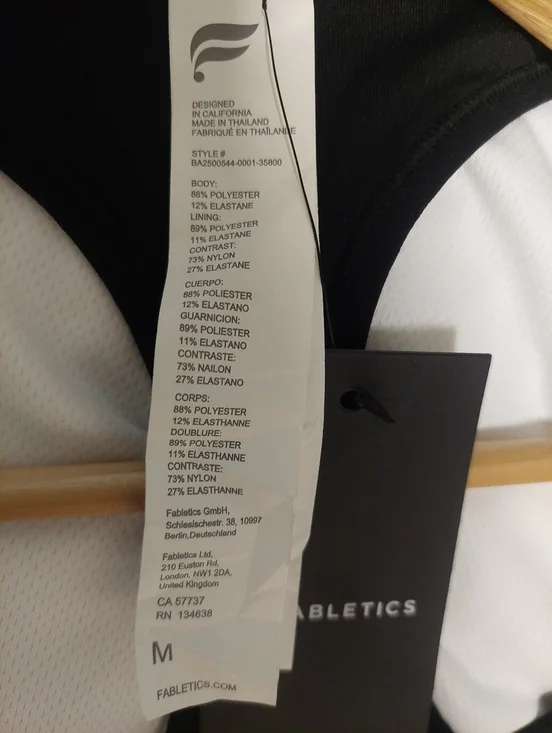 DESIGNED
IN CALIFORNIA
MADE IN THAILAND
FABRIQUÉ EN THAÏLANDE
STYLE #
BA2500544-0001-35800
BODY:
88% POLYESTER
12% ELASTANE
LINING:
89% POLYESTER
11% ELASTANE
CONTRAST:
73% NYLON
27% ELASTANE
CUERPO:
88% POLIESTER
12% ELASTANO
GUARNICION:
89% POLIESTER
11% ELASTANO
CONTRASTE:
73% NAILON
27% ELASTANO
CORPS:
88% POLYESTER
12% ELASTHANNE
DOUBLURE:
89% POLYESTER
11% ELASTHANNE
CONTRASTE:
73% NYLON
27% ELASTHANNE
Fabletics GmbH,
Schlesischestr. 38, 10997
Berlin,Deutschland
Fabletics Ltd,
210 Euston Rd,
London, NW1 2DA,
United Kingdom
CA 57737
RN 134638
M
FABLETICS.COM
ABLETICS